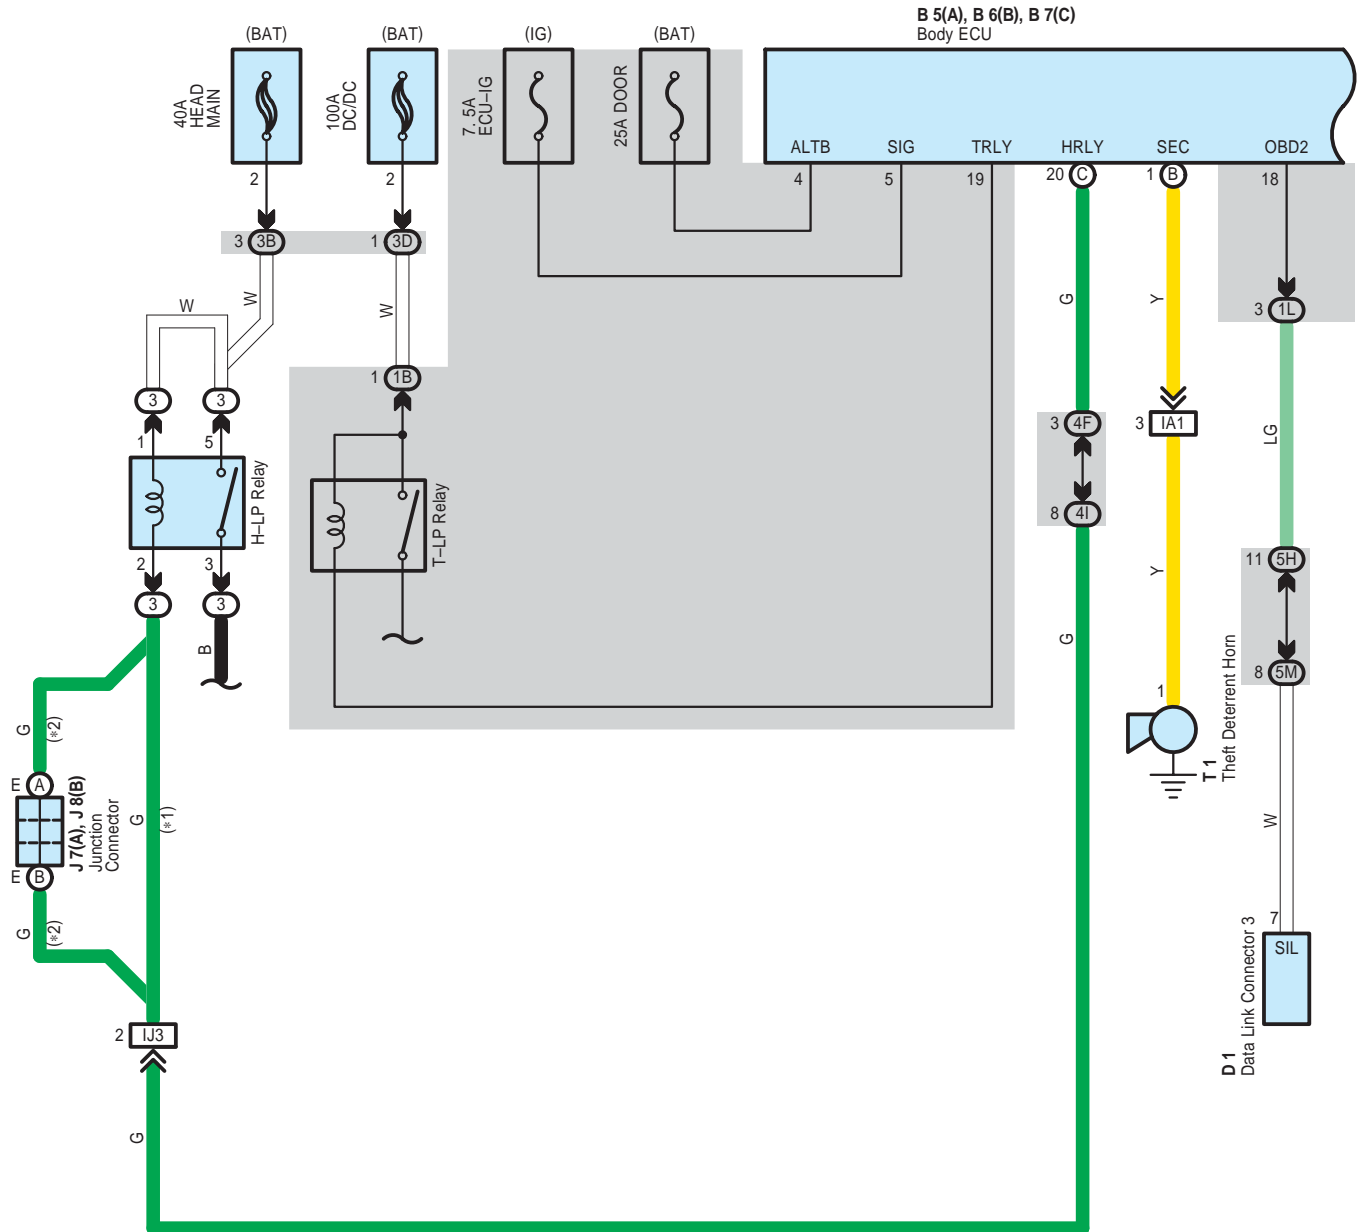 B 5(A), B 6(B), B 7(C)
Body ECU
(BAT)
(BAT)
(IG)
(BAT)
40A
HEAD
MAIN
100A
DC/DC
7. 5A
ECU–IG
25A DOOR
ALTB
SIG
TRLY
HRLY
SEC
OBD2
2
2
4
5
19
20
C
1
B
18
3
3B
1
3D
W
W
W
G
Y
3
1L
1
1B
3
3
3
4F
3
IA1
LG
1
5
H–LP Relay
T–LP Relay
8
4I
2
3
11
5H
3
3
B
G
Y
8
5M
G
(*2)
1
T 1
Theft Deterrent Horn
E
A
J 7(A), J 8(B)
Junction
Connector
G
(*1)
W
E
B
G
(*2)
7
SIL
D 1
Data Link Connector 3
2
IJ3
G